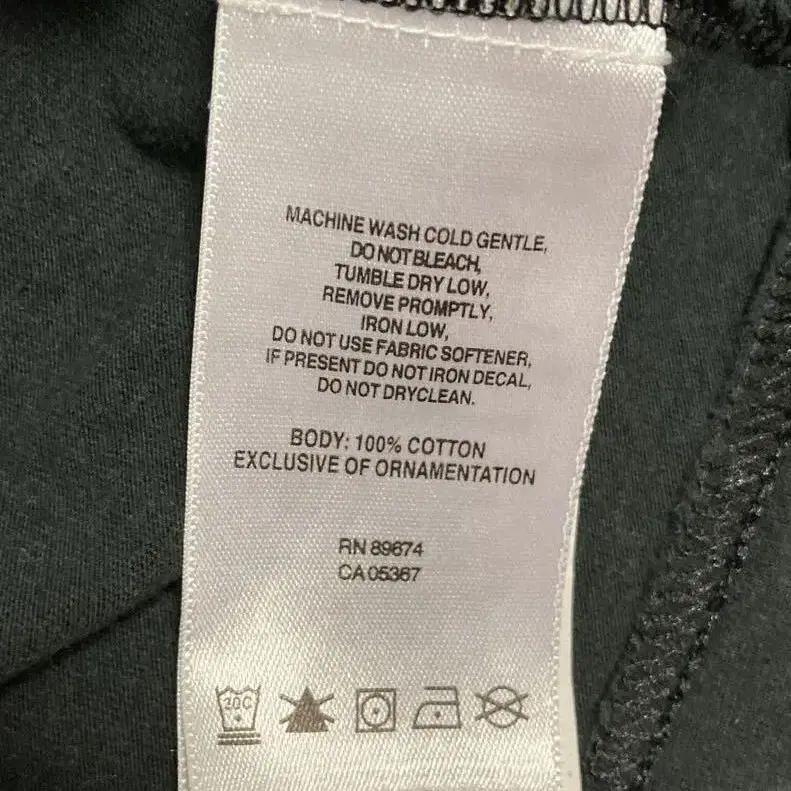 MACHINE WASH COLD GENTLE,
DO NOT BLEACH,
TUMBLE DRY LOW,
REMOVE PROMPTLY,
IRON LOW,
DO NOT USE FABRIC SOFTENER,
IF PRESENT DO NOT IRON DECAL,
DO NOT DRYCLEAN.
BODY: 100% COTTON
EXCLUSIVE OF ORNAMENTATION
RN 89674
CA 05367
30C